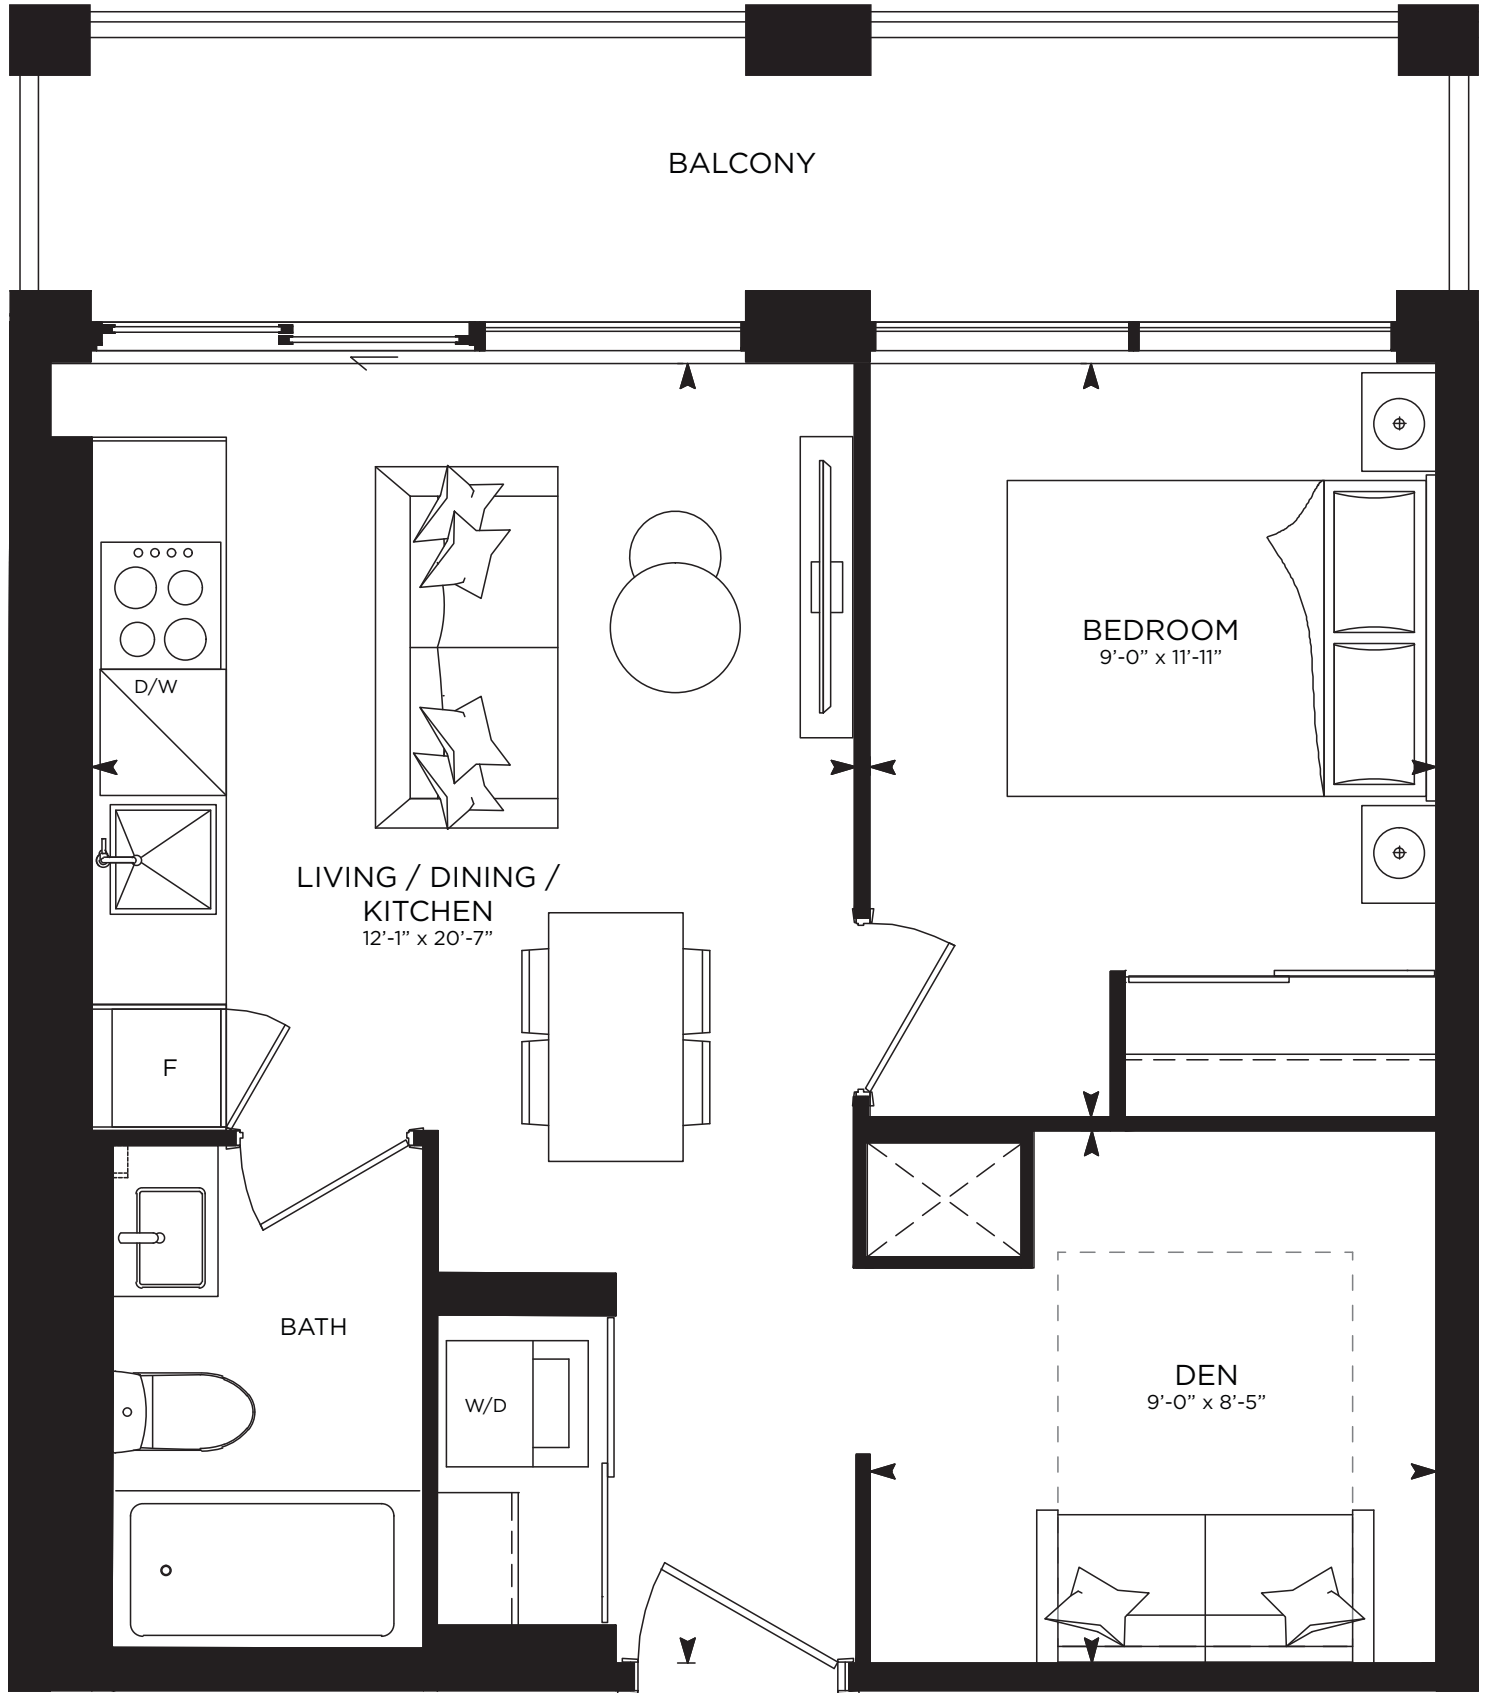 BALCONY
BEDROOM
9’-0” x 11’-11”
D/W
LIVING / DINING /
KITCHEN
12’-1” x 20’-7”
F
BATH
DEN
9’-0” x 8’-5”
W/D